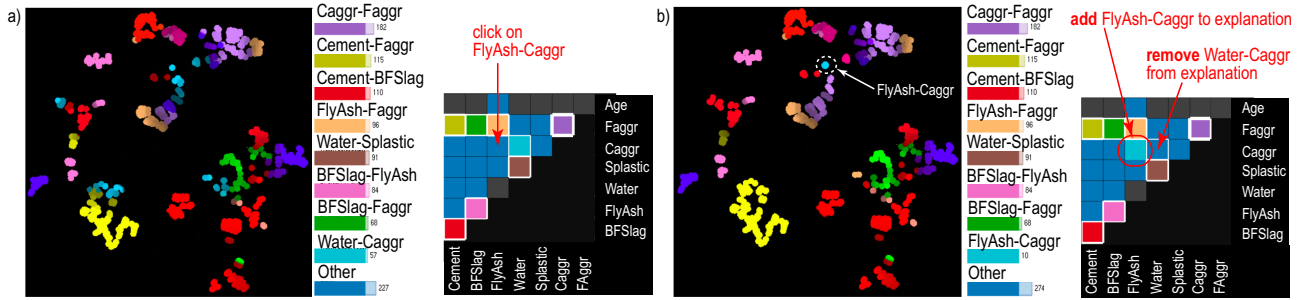 a)
Caggr-Faggr
182
Cement-Faggr
115
Cement-BFSlag
110
FlyAsh-Faggr
96
Water-Splastic
91
BFSlag-FlyAsh
84
BFSlag-Faggr
68
Water-Caggr
57
Other
227
click on
FlyAsh-Caggr
Age
Faggr
Caggr
Splastic
Water
FlyAsh
BFSlag
Cement
BFSlag
FlyAsh
Water
Splastic
Caggr
FAggr
b)
FlyAsh-Caggr
Caggr-Faggr
182
Cement-Faggr
115
Cement-BFSlag
110
FlyAsh-Faggr
96
Water-Splastic
91
BFSlag-FlyAsh
84
BFSlag-Faggr
68
FlyAsh-Caggr
10
Other
274
add FlyAsh-Caggr to explanation
remove Water-Caggr
from explanation
Age
Faggr
Caggr
Splastic
Water
FlyAsh
BFSlag
Cement
BFSlag
FlyAsh
Water
Splastic
Caggr
FAggr